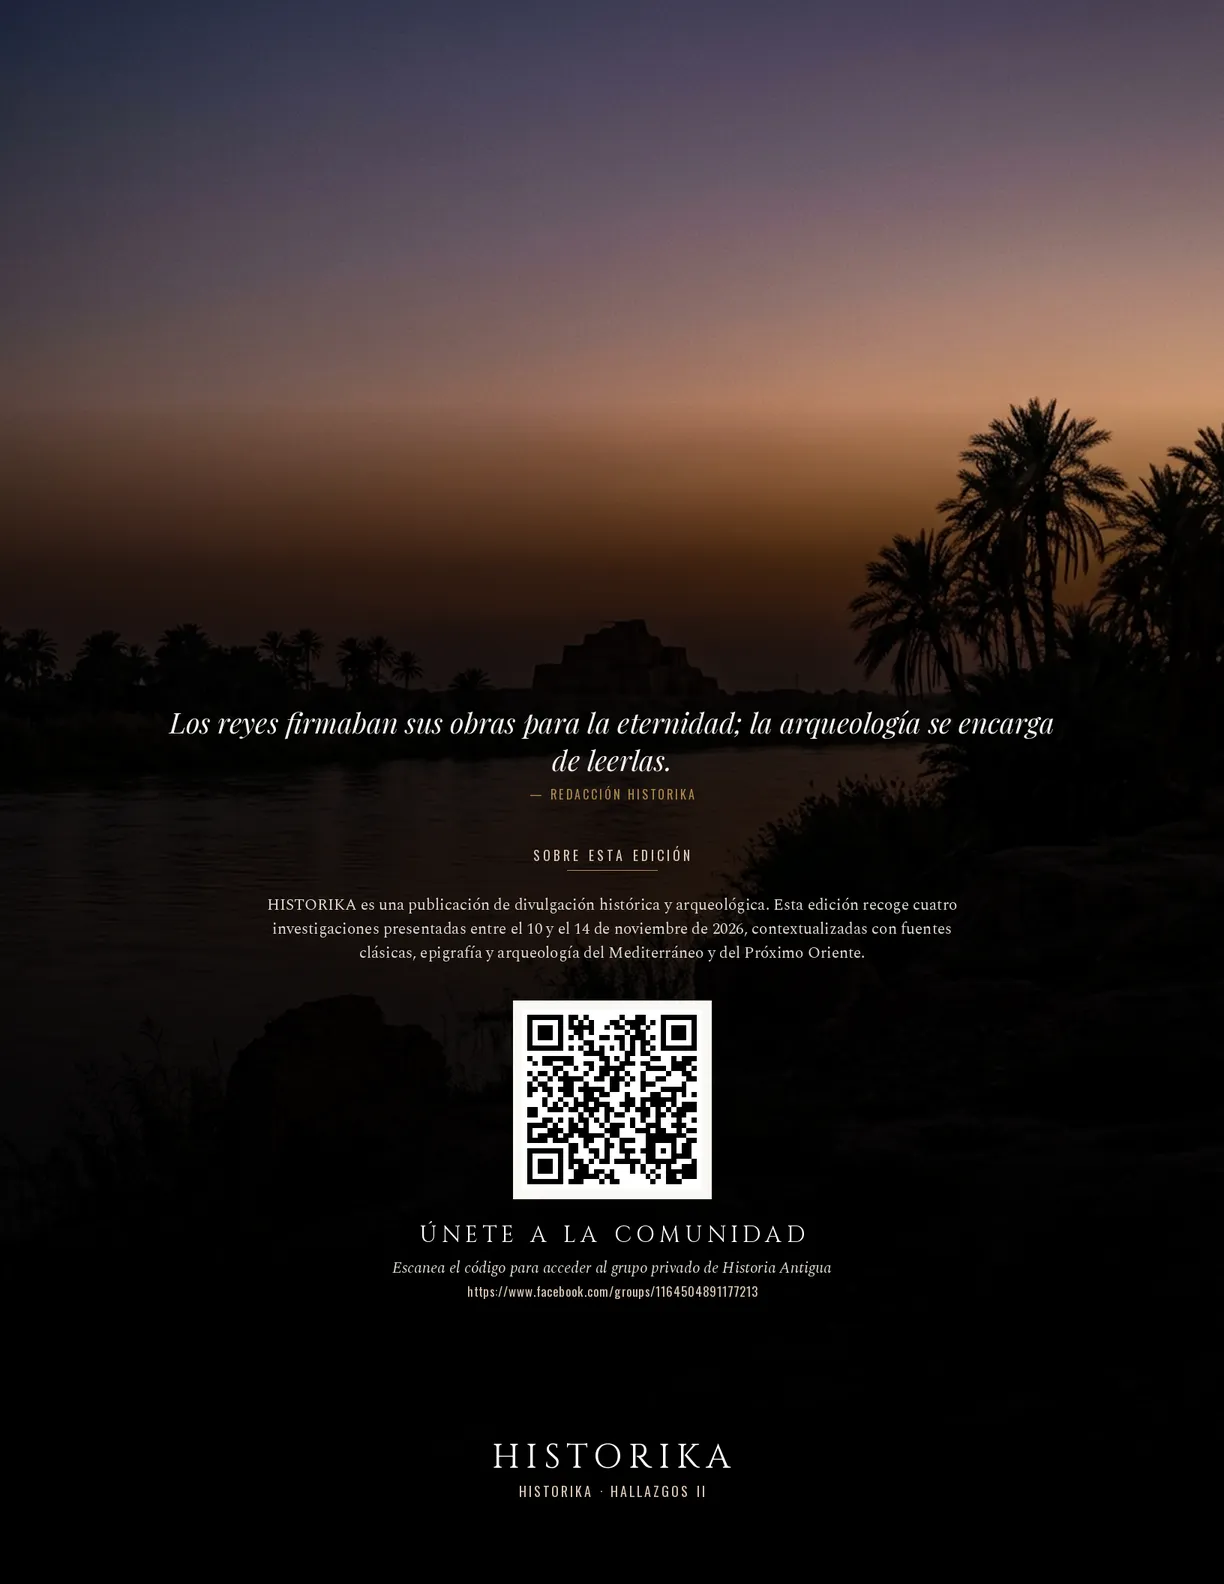 Los reyes firmaban sus obras para la eternidad; la arqueología se encarga
de leerlas.
— REDACCIÓN HISTORIKA
SOBRE ESTA EDICIÓN
HISTORIKA es una publicación de divulgación histórica y arqueológica. Esta edición recoge cuatro
investigaciones presentadas entre el 10 y el 14 de noviembre de 2026, contextualizadas con fuentes
clásicas, epigrafía y arqueología del Mediterráneo y del Próximo Oriente.
ÚNETE A LA COMUNIDAD
Escanea el código para acceder al grupo privado de Historia Antigua
https://www.facebook.com/groups/1164504891177213
HISTORIKA
HISTORIKA · HALLAZGOS II